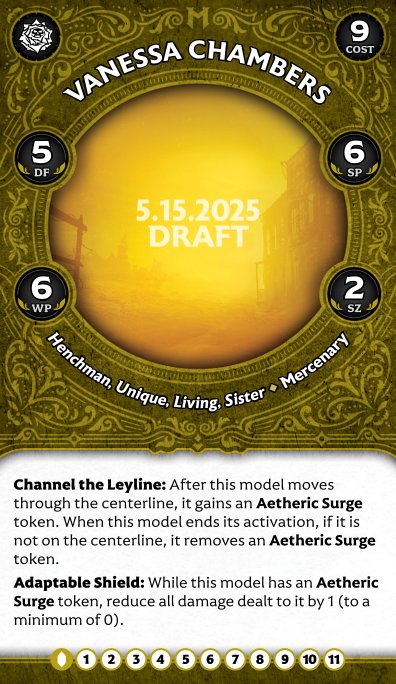 M
9
COST
VANESSA CHAMBERS
5
DF
6
SP
5.15.2025
DRAFT
6
WP
2
SZ
Henchman, Unique, Living, Sister ◆ Mercenary
Channel the Leyline: After this model moves
through the centerline, it gains an Aetheric Surge
token. When this model ends its activation, if it is
not on the centerline, it removes an Aetheric Surge
token.
Adaptable Shield: While this model has an Aetheric
Surge token, reduce all damage dealt to it by 1 (to a
minimum of 0).
1 2 3 4 5 6 7 8 9 10 11